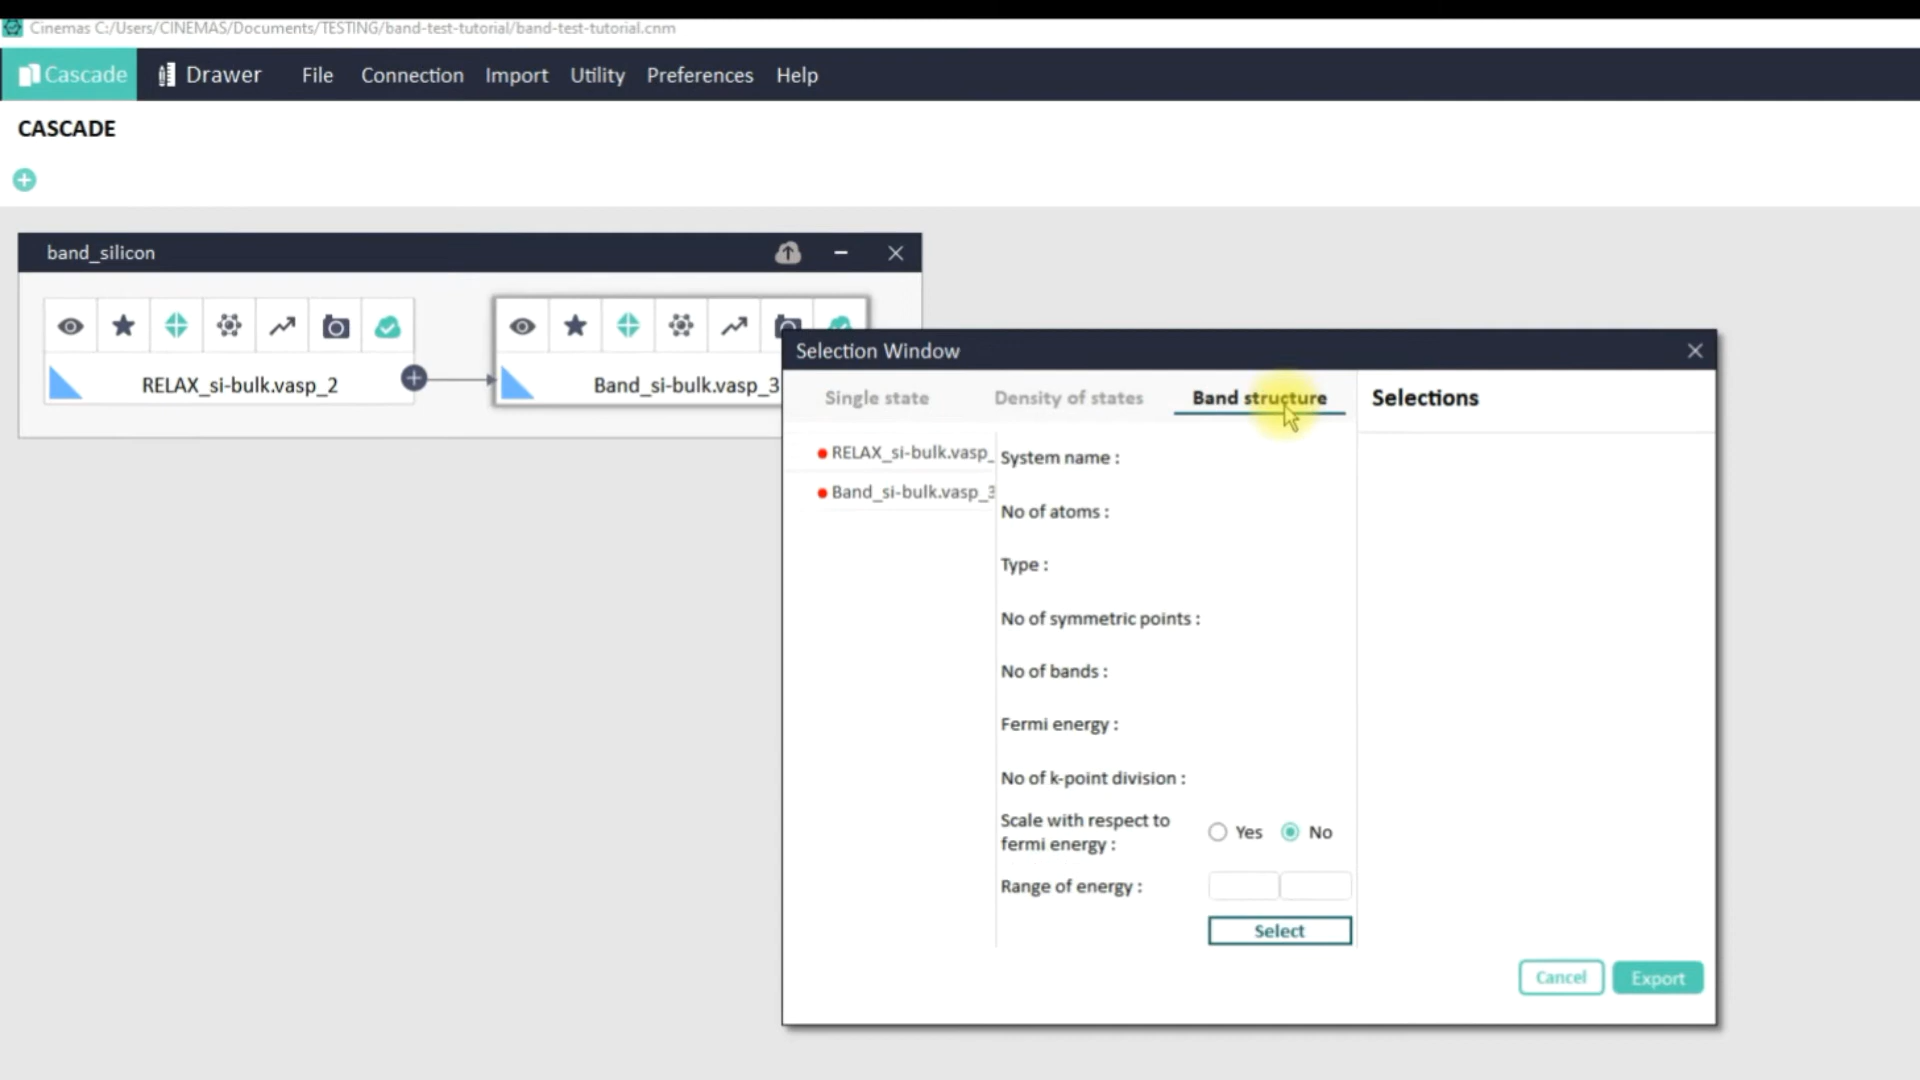 Cinemas C:/Users/CINEMAS/Documents/TESTING/band-test-tutorial/band-test-tutorial.cnm
Cascade Drawer File Connection Import Utility Preferences Help
CASCADE
band_silicon
RELAX_si-bulk.vasp_2
Band_si-bulk.vasp_3
Selection Window
Single state Density of states Band structure Selections
RELAX_si-bulk.vasp_
Band_si-bulk.vasp_3
System name :
No of atoms :
Type :
No of symmetric points :
No of bands :
Fermi energy :
No of k-point division :
Scale with respect to
fermi energy :
Yes No
Range of energy :
Select
Cancel Export